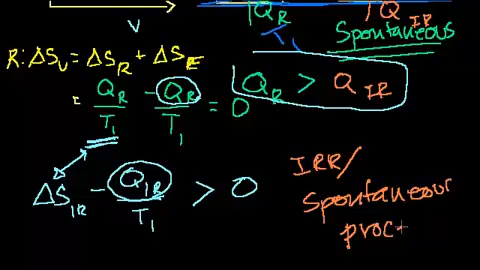 V
|Q_R
|Q_IR
T_1
Spontaneous
R: ΔS_U = ΔS_R + ΔS_E
= Q_R/T_1 - Q_R/T_1 = 0
Q_R > Q_IR
ΔS_IR - Q_IR/T_1 > 0
IRR/
Spontaneous
proc